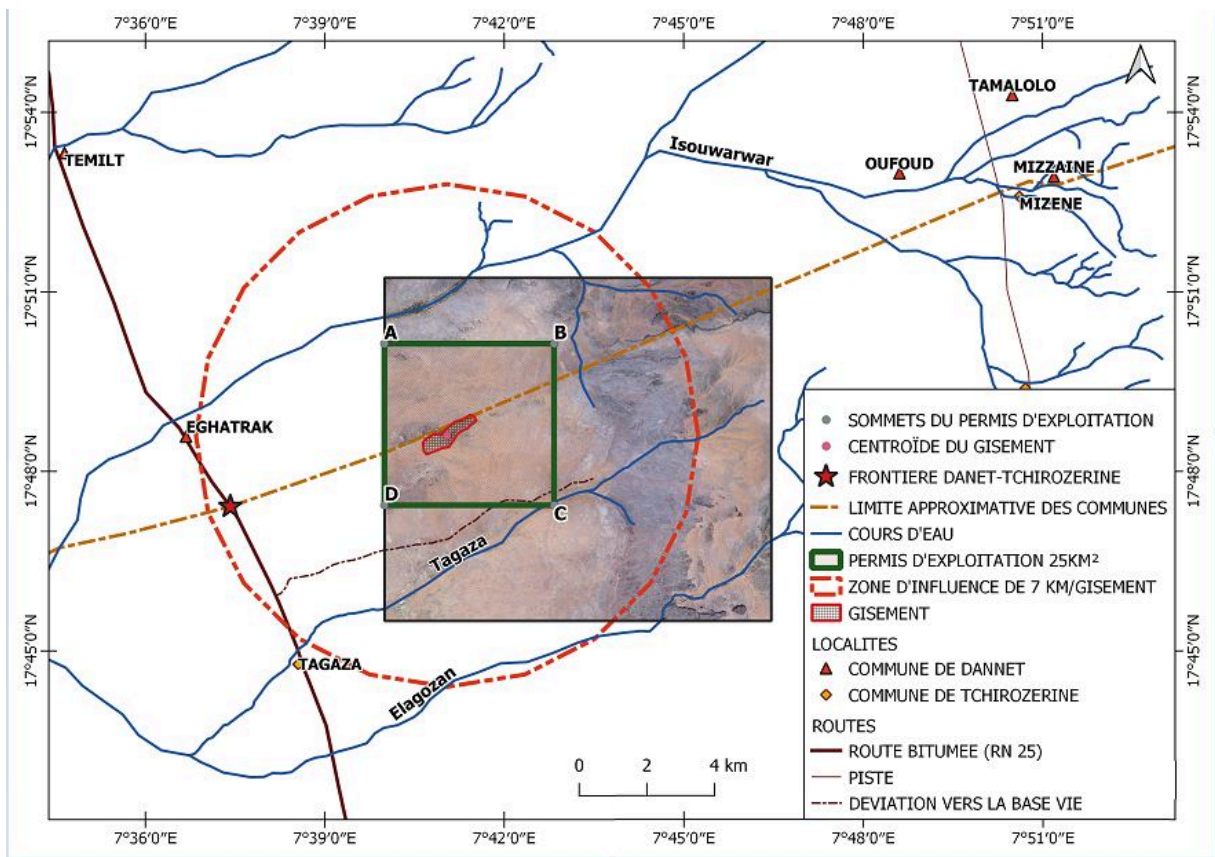 7°36'0"E
7°39'0"E
7°42'0"E
7°45'0"E
7°48'0"E
7°51'0"E
17°54'0"N
17°51'0"N
17°48'0"N
17°45'0"N
17°54'0"N
17°51'0"N
17°48'0"N
17°45'0"N
TAMALOLO
TEMILT
Isouwarwar
OUFOUD
MIZZAINE
MIZENE
A
B
EGHATRAK
D
C
Tagaza
TAGAZA
Elagozan
0 2 4 km
SOMMETS DU PERMIS D'EXPLOITTATION
CENTROÏDE DU GISEMENT
FRONTIERE DANET-TCHIROZERINE
LIMITE APPROXIMATIVE DES COMMUNES
COURS D'EAU
PERMIS D'EXPLOITTATION 25KM²
ZONE D'INFLUENCE DE 7 KM/GISEMENT
GISEMENT
LOCALITES
COMMUNE DE DANNET
COMMUNE DE TCHIROZERINE
ROUTES
ROUTE BITUMEE (RN 25)
PISTE
DEVIATION VERS LA BASE VIE
7°36'0"E
7°39'0"E
7°42'0"E
7°45'0"E
7°48'0"E
7°51'0"E